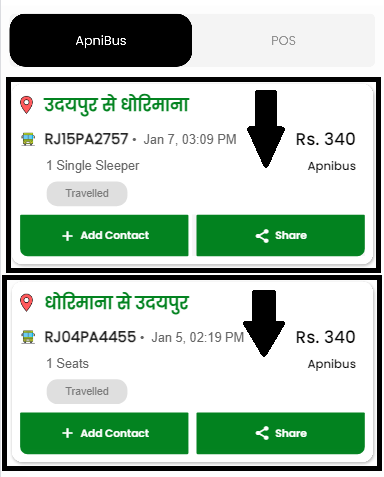 ApniBus
POS
उदयपुर से धोरिमाना
RJ15PA2757 • Jan 7, 03:09 PM
Rs. 340
1 Single Sleeper
Apnibus
Travelled
+ Add Contact
Share
धोरिमाना से उदयपुर
RJ04PA4455 • Jan 5, 02:19 PM
Rs. 340
1 Seats
Apnibus
Travelled
+ Add Contact
Share